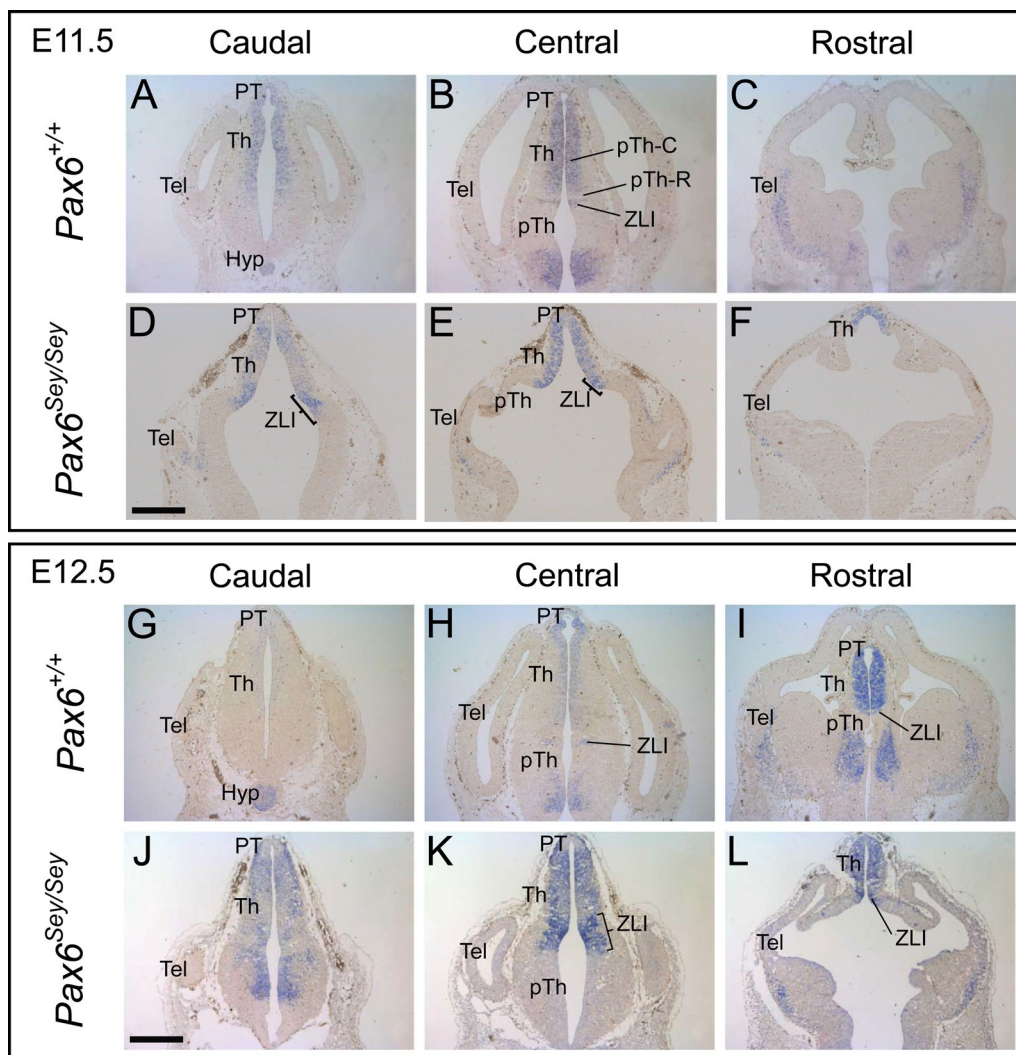 E11.5 Caudal Central Rostral
Pax6+/+
A PT Th Tel Hyp
B PT Th pTh-C Tel pTh-R pTh ZLI
C Tel
Pax6Sey/Sey
D PT Th ZLI Tel
E PT Th pTh ZLI Tel
F Th Tel
E12.5 Caudal Central Rostral
Pax6+/+
G PT Th Tel Hyp
H PT Th Tel pTh ZLI
I PT Th Tel pTh ZLI
Pax6Sey/Sey
J PT Th Tel
K PT Th ZLI Tel pTh
L Th Tel ZLI